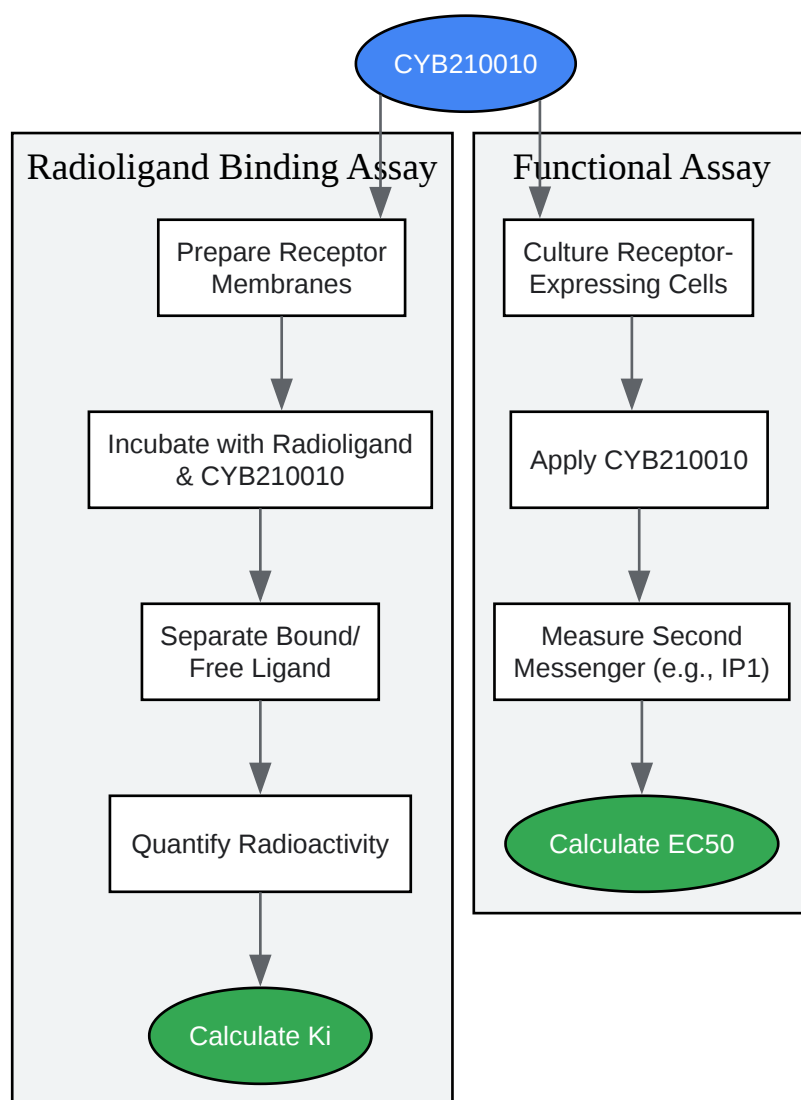 CYB210010
Radioligand Binding Assay
Prepare Receptor
Membranes
Incubate with Radioligand
& CYB210010
Separate Bound/
Free Ligand
Quantify Radioactivity
Calculate Ki
Functional Assay
Culture Receptor-
Expressing Cells
Apply CYB210010
Measure Second
Messenger (e.g., IP1)
Calculate EC50